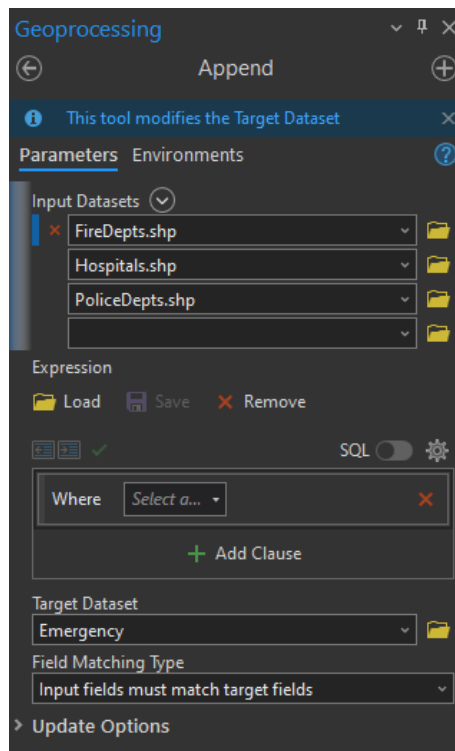 Geoprocessing
Append
This tool modifies the Target Dataset
Parameters Environments
Input Datasets
FireDepts.shp
Hospitals.shp
PoliceDepts.shp
Expression
Load Save Remove
SQL
Where Select a...
Add Clause
Target Dataset
Emergency
Field Matching Type
Input fields must match target fields
Update Options